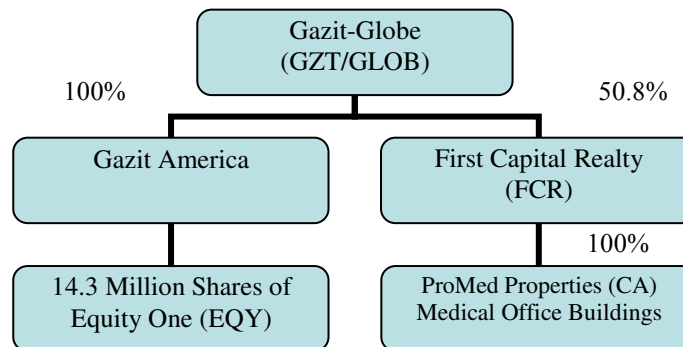 Gazit-Globe
(GZT/GLOB)
100%
50.8%
Gazit America
First Capital Realty
(FCR)
100%
14.3 Million Shares of
Equity One (EQY)
ProMed Properties (CA)
Medical Office Buildings